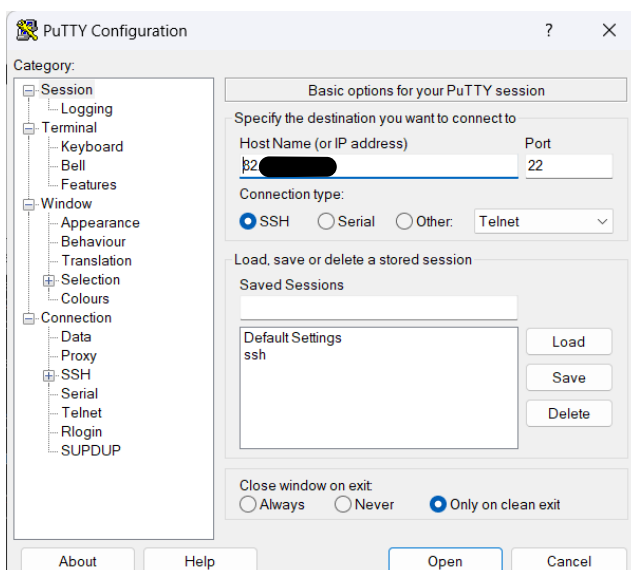 PuTTY Configuration
?
Category:
Session
Logging
Terminal
Keyboard
Bell
Features
Window
Appearance
Behaviour
Translation
Selection
Colours
Connection
Data
Proxy
SSH
Serial
Telnet
Rlogin
SUPDUP
Basic options for your PuTTY session
Specify the destination you want to connect to
Host Name (or IP address) Port
82 22
Connection type:
SSH Serial Other: Telnet
Load, save or delete a stored session
Saved Sessions
Default Settings
ssh
Load
Save
Delete
Close window on exit:
Always Never Only on clean exit
About Help Open Cancel